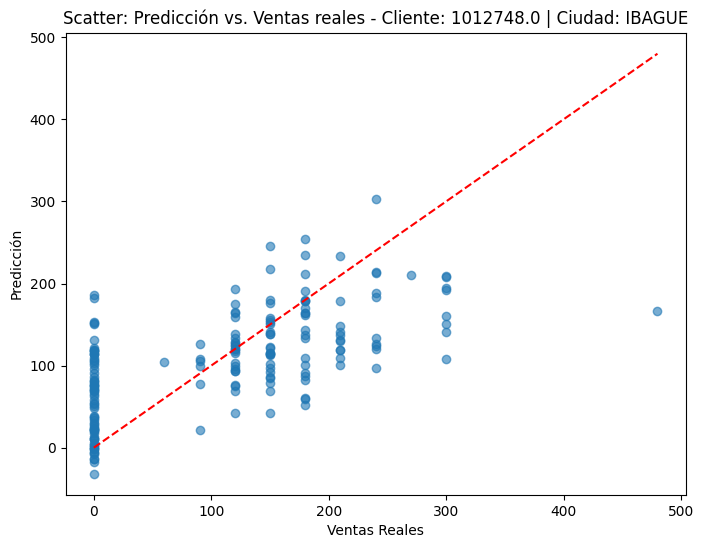 Scatter: Predicción vs. Ventas reales - Cliente: 1012748.0 | Ciudad: IBAGUE
500
400
300
200
100
0
Predicción
0 100 200 300 400 500
Ventas Reales